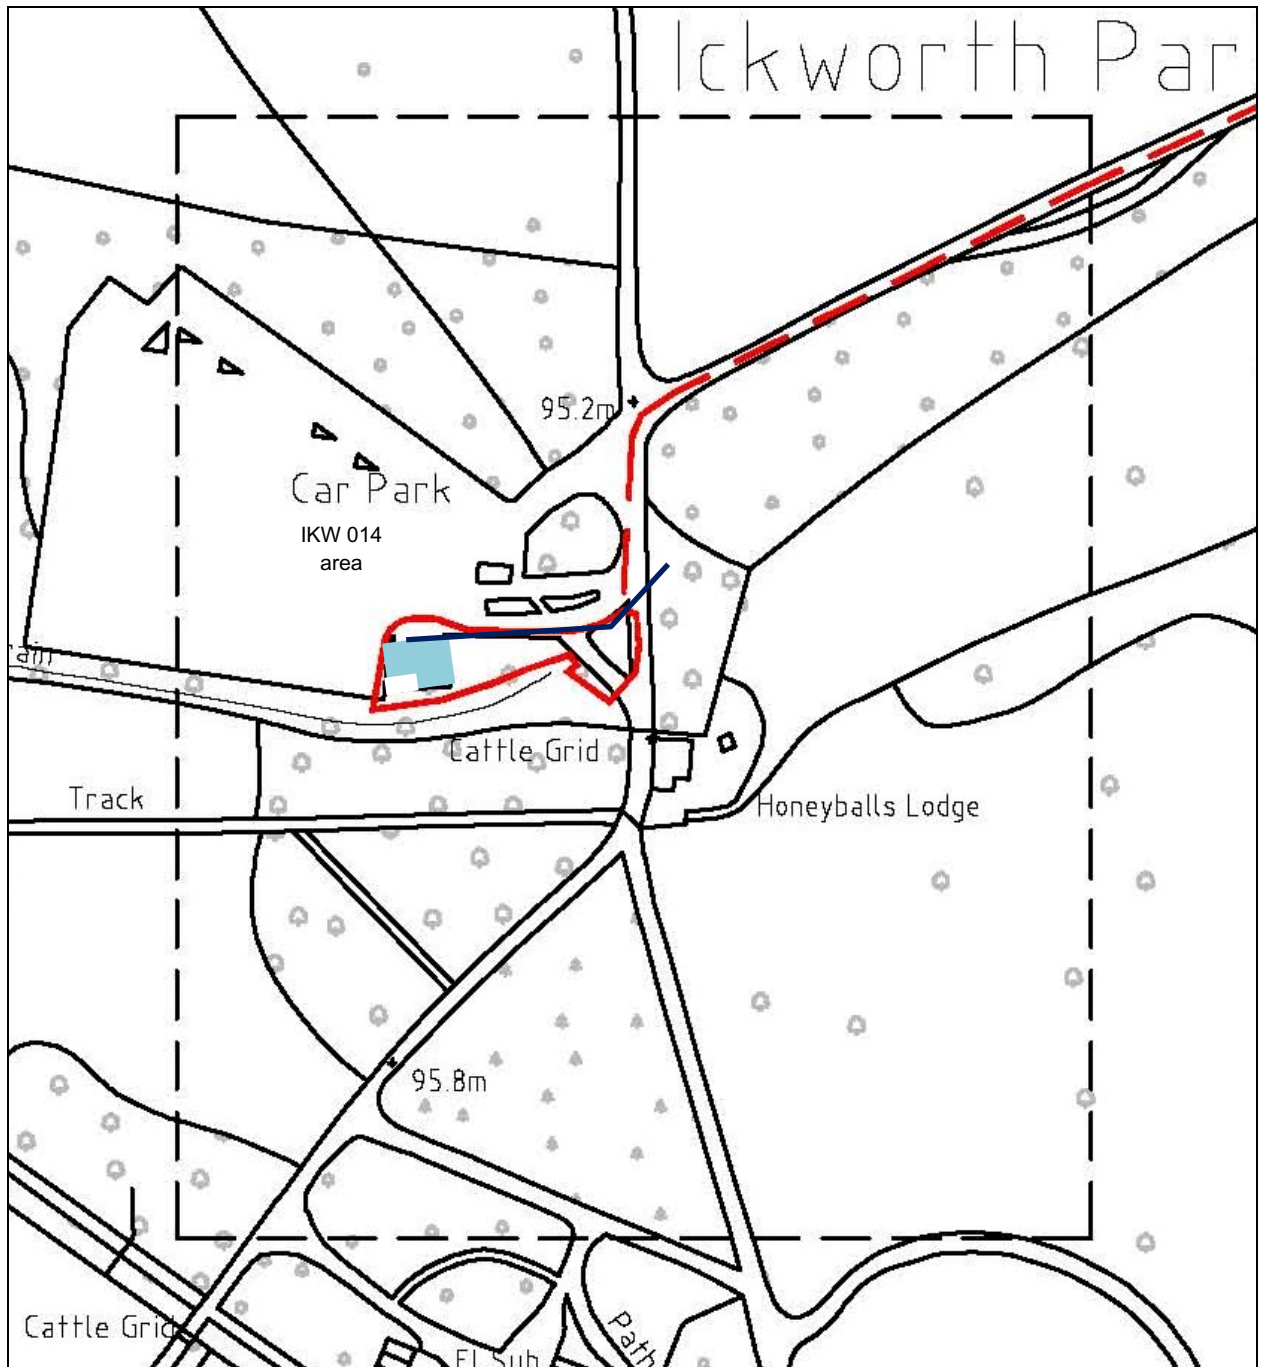 Ickworth Par
95.2m
Car Park
IKW 014
area
ain
Cattle Grid
Track
Honeyballs Lodge
95.8m
Cattle Grid
El Sub
Path